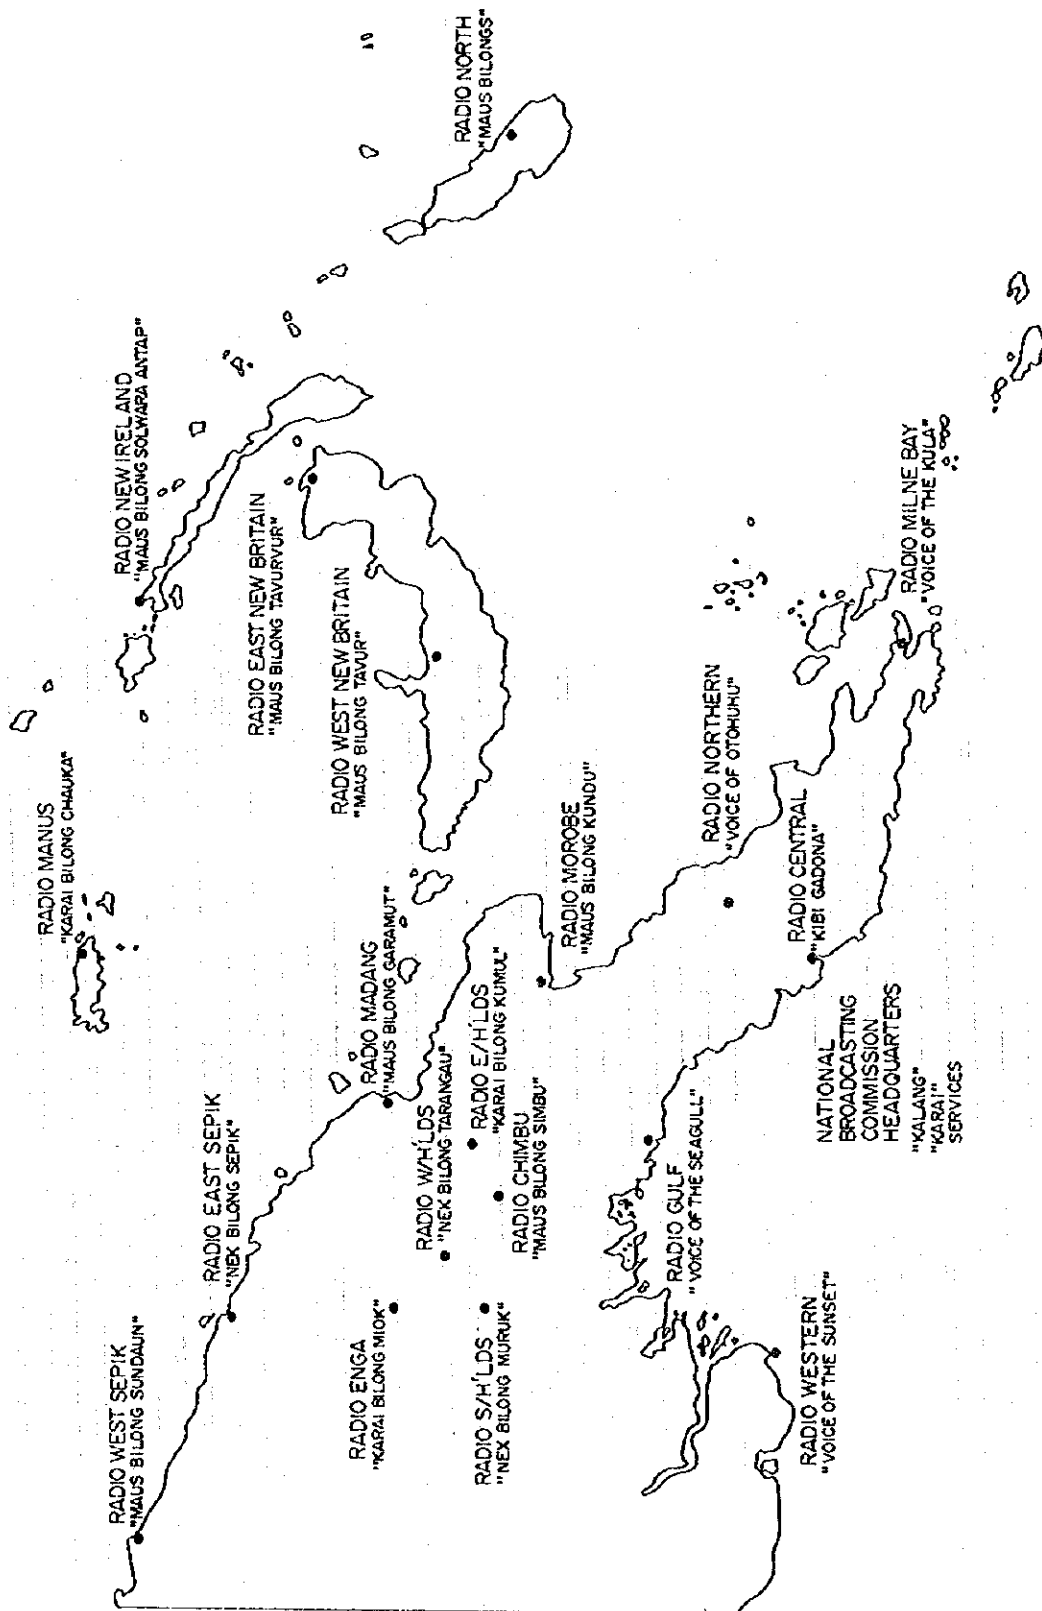 RADIO WEST SEPIK
"MAUS BILONG SUNDAUN"
RADIO EAST SEPIK
"NEK BILONG SEPIK"
RADIO MANUS
"KARAI BILONG CHAUKA"
RADIO NEW IRELAND
"MAUS BILONG SOLWARA ANTAP"
RADIO NORTH
"MAUS BILONGS"
RADIO EAST NEW BRITAIN
"MAUS BILONG TAVURVUR"
RADIO WEST NEW BRITAIN
"MAUS BILONG TAVUR"
RADIO MADANG
"MAUS BILONG GARAMUT"
RADIO ENGA
"KARAI BILONG MIOK"
RADIO W/H'LDS
"NEK BILONG TARANGAU"
RADIO E/H'LDS
"KARAI BILONG KUMUL"
RADIO S/H'LDS
"NEK BILONG MURUK"
RADIO CHIMBU
"MAUS BILONG SIMBU"
RADIO MOROBE
"MAUS BILONG KUNDU"
RADIO GULF
"VOICE OF THE SEAGULL"
RADIO NORTHERN
"VOICE OF OTOHUHU"
RADIO CENTRAL
"KIBI GADONA"
RADIO MILNE BAY
"VOICE OF THE KULA"
RADIO WESTERN
"VOICE OF THE SUNSET"
NATIONAL
BROADCASTING
COMMISSION
HEADQUARTERS
"KALANG"
"KARAI"
SERVICES